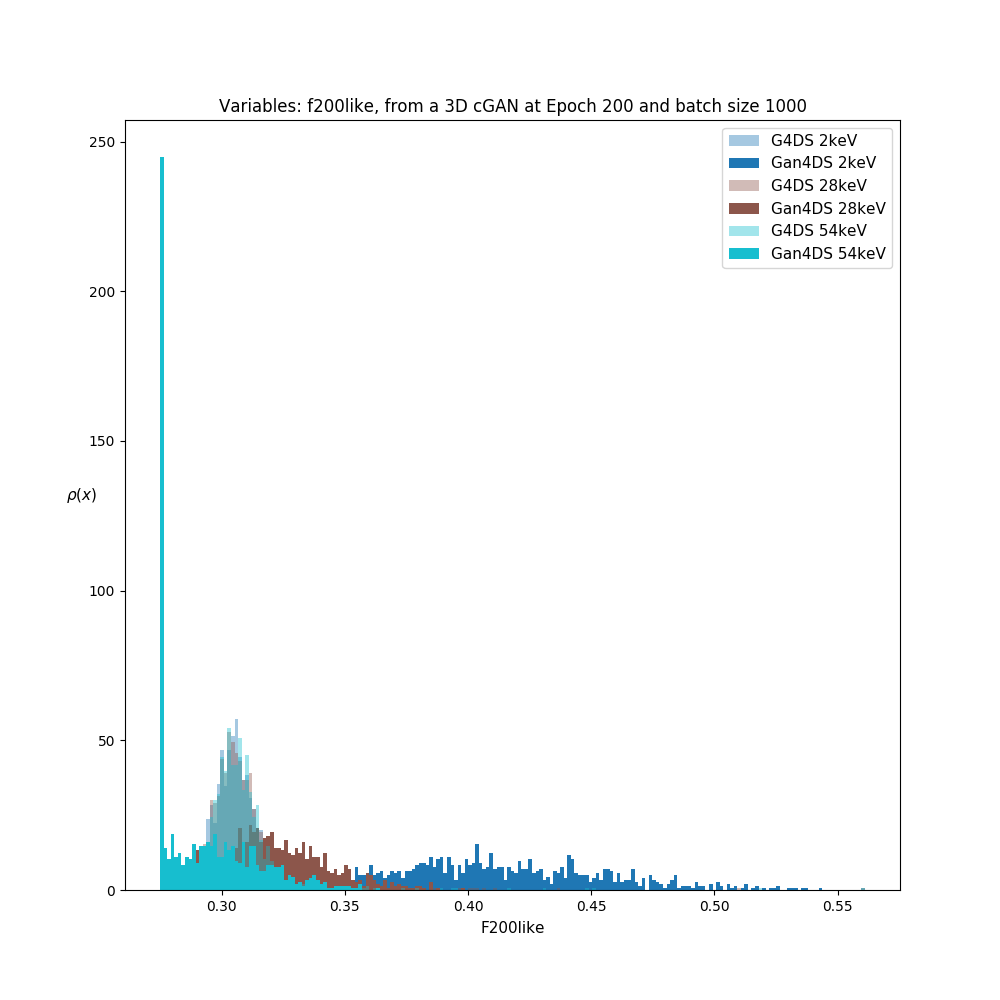 Variables: f200like, from a 3D cGAN at Epoch 200 and batch size 1000
G4DS 2keV
Gan4DS 2keV
G4DS 28keV
Gan4DS 28keV
G4DS 54keV
Gan4DS 54keV
250
200
150
ρ(x)
100
50
0
0.30 0.35 0.40 0.45 0.50 0.55
F200like